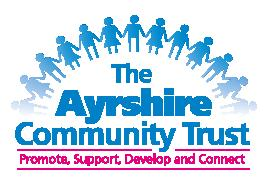 The
Ayrshire
Community Trust
Promote, Support, Develop and Connect